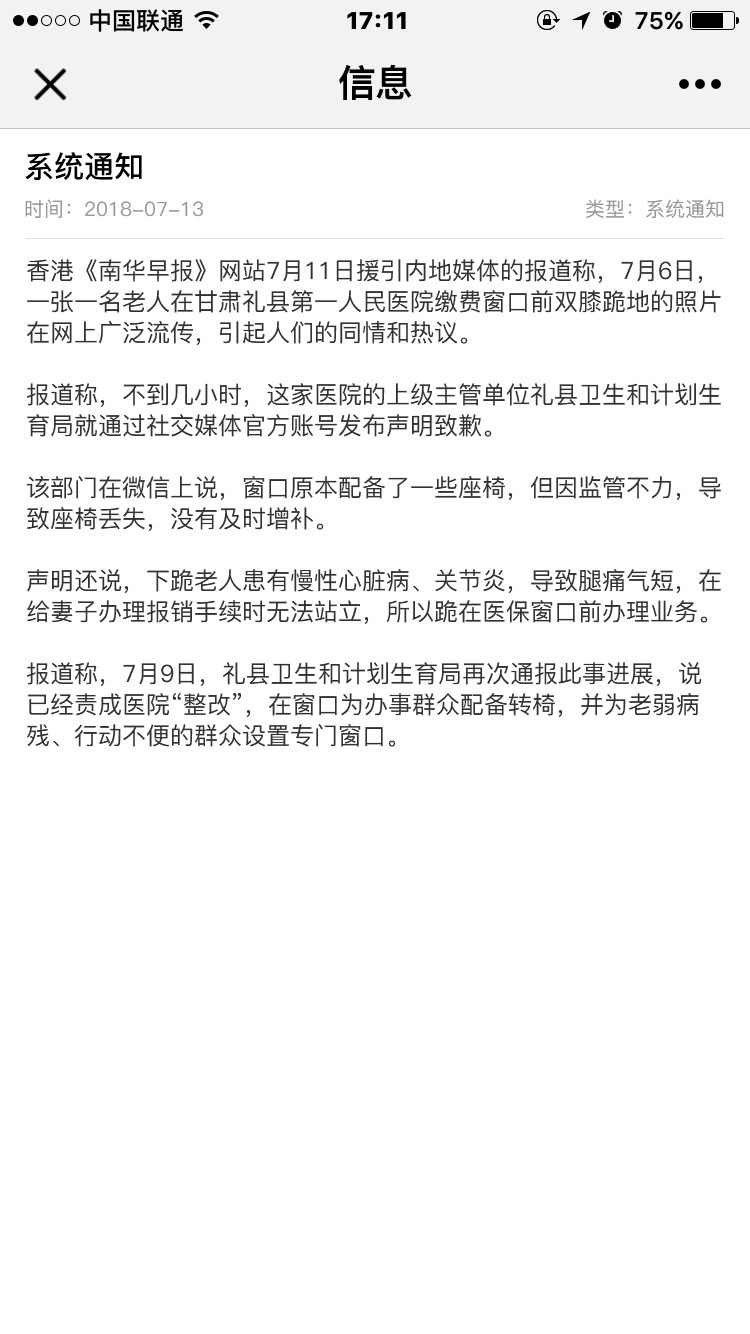 中国联通 17:11 75%
信息
系统通知
时间：2018-07-13 类型：系统通知
香港《南华早报》网站7月11日援引内地媒体的报道称，7月6日，
一张一名老人在甘肃礼县第一人民医院缴费窗口前双膝跪地的照片
在网上广泛流传，引起人们的同情和热议。
报道称，不到几小时，这家医院的上级主管单位礼县卫生和计划生
育局就通过社交媒体官方账号发布声明致歉。
该部门在微信上说，窗口原本配备了一些座椅，但因监管不力，导
致座椅丢失，没有及时增补。
声明还说，下跪老人患有慢性心脏病、关节炎，导致腿痛气短，在
给妻子办理报销手续时无法站立，所以跪在医保窗口前办理业务。
报道称，7月9日，礼县卫生和计划生育局再次通报此事进展，说
已经责成医院“整改”，在窗口为办事群众配备转椅，并为老弱病
残、行动不便的群众设置专门窗口。